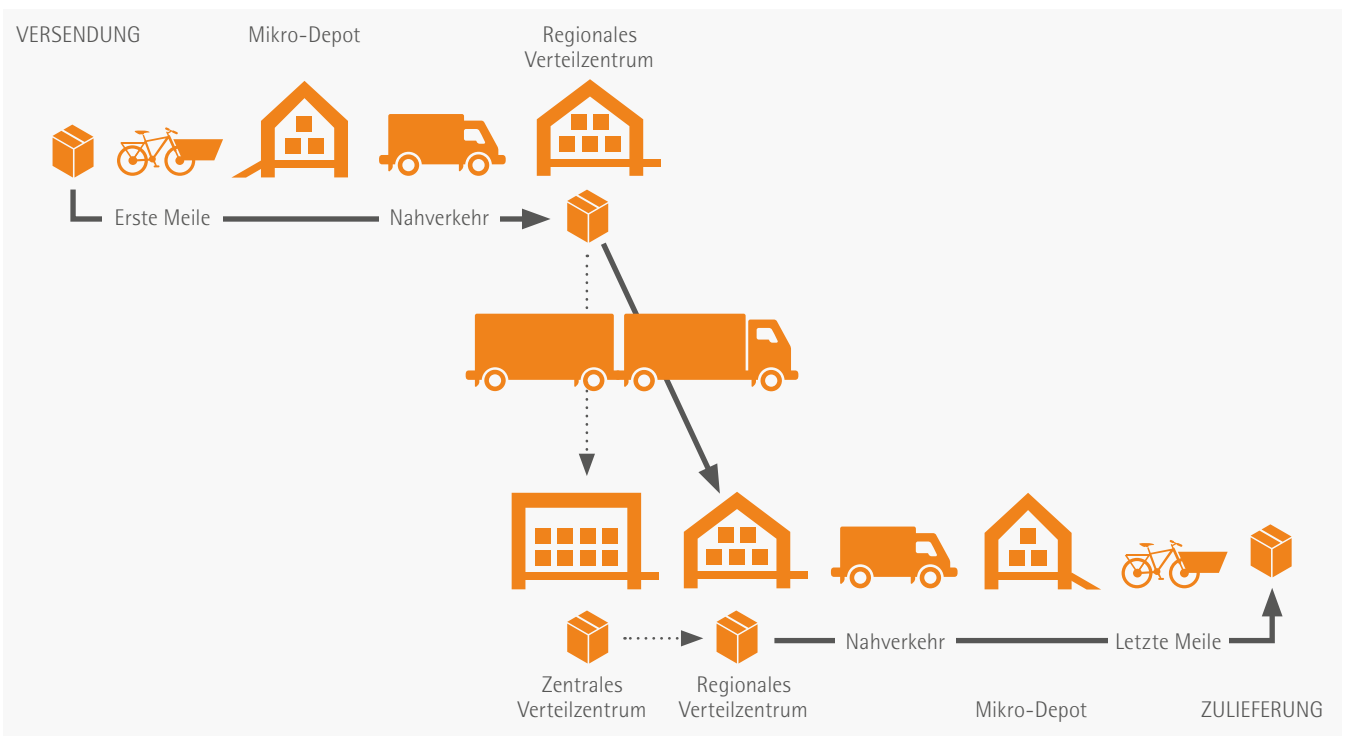 VERSENDUNG
Mikro-Depot
Regionales
Verteilzentrum
Erste Meile
Nahverkehr
Nahverkehr
Letzte Meile
Zentrales
Verteilzentrum
Regionales
Verteilzentrum
Mikro-Depot
ZULIEFERUNG